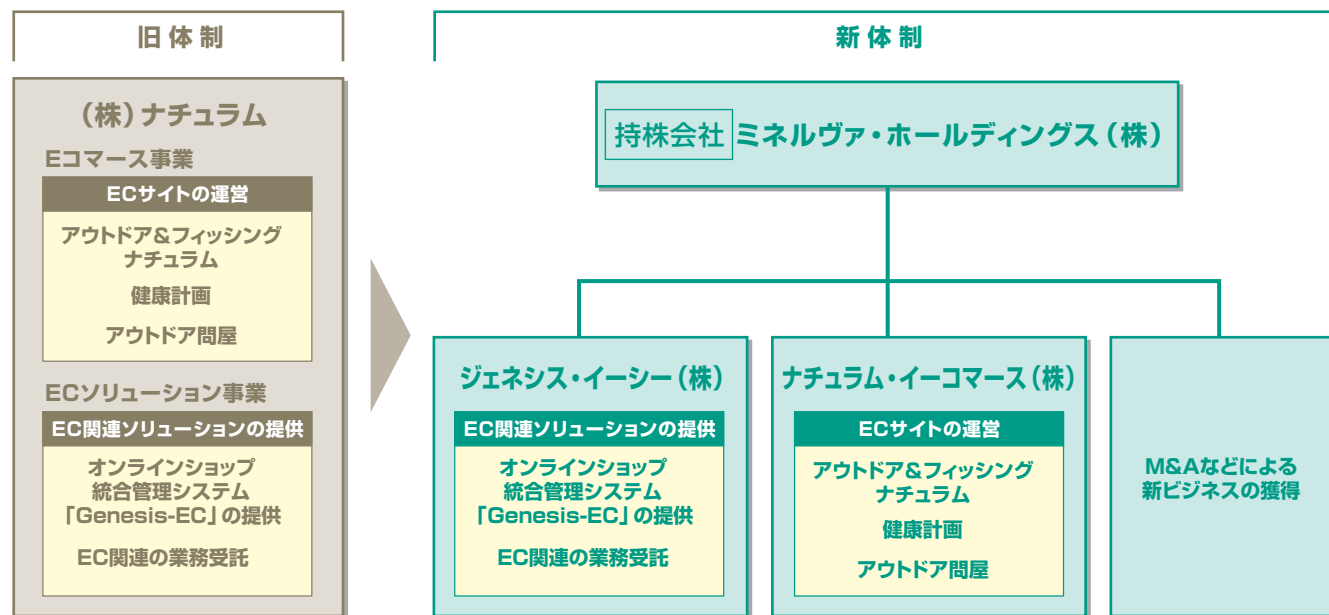 旧体制
(株)ナチュラム
Eコマース事業
ECサイトの運営
アウトドア&フィッシング
ナチュラム
健康計画
アウトドア問屋
ECソリューション事業
EC関連ソリューションの提供
オンラインショップ
統合管理システム
「Genesis-EC」の提供
EC関連の業務受託
新体制
持株会社 ミネルヴァ・ホールディングス(株)
ジェネシス・イーシー(株)
EC関連ソリューションの提供
オンラインショップ
統合管理システム
「Genesis-EC」の提供
EC関連の業務受託
ナチュラム・イーコマース(株)
ECサイトの運営
アウトドア&フィッシング
ナチュラム
健康計画
アウトドア問屋
M&Aなどによる
新ビジネスの獲得